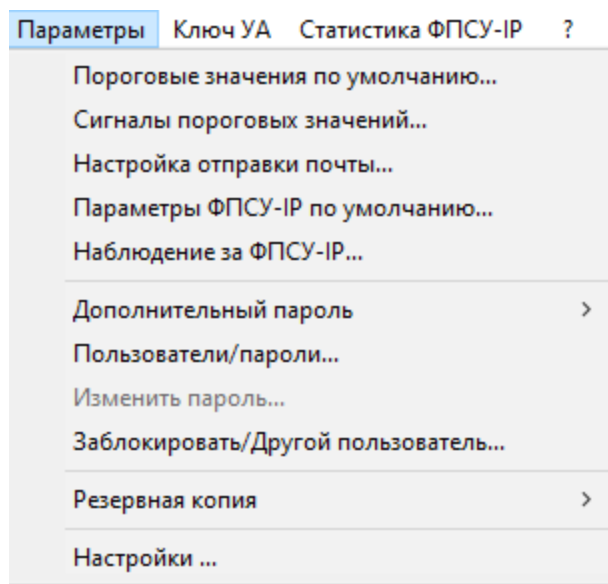 Параметры Ключ УА Статистика ФПСУ-IP ?
Пороговые значения по умолчанию...
Сигналы пороговых значений...
Настройка отправки почты...
Параметры ФПСУ-IP по умолчанию...
Наблюдение за ФПСУ-IP...
Дополнительный пароль
Пользователи/пароли...
Изменить пароль...
Заблокировать/Другой пользователь...
Резервная копия
Настройки ...